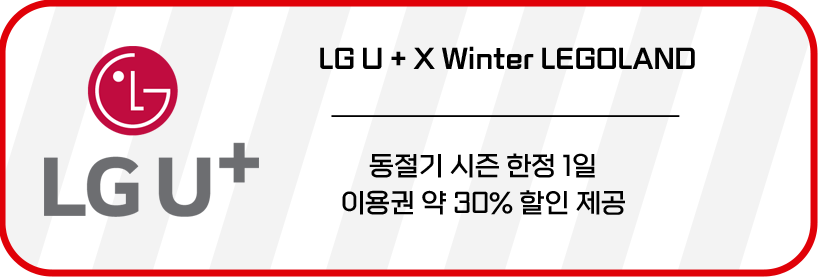 LG U+
LG U + X Winter LEGOLAND
동절기 시즌 한정 1일
이용권 약 30% 할인 제공